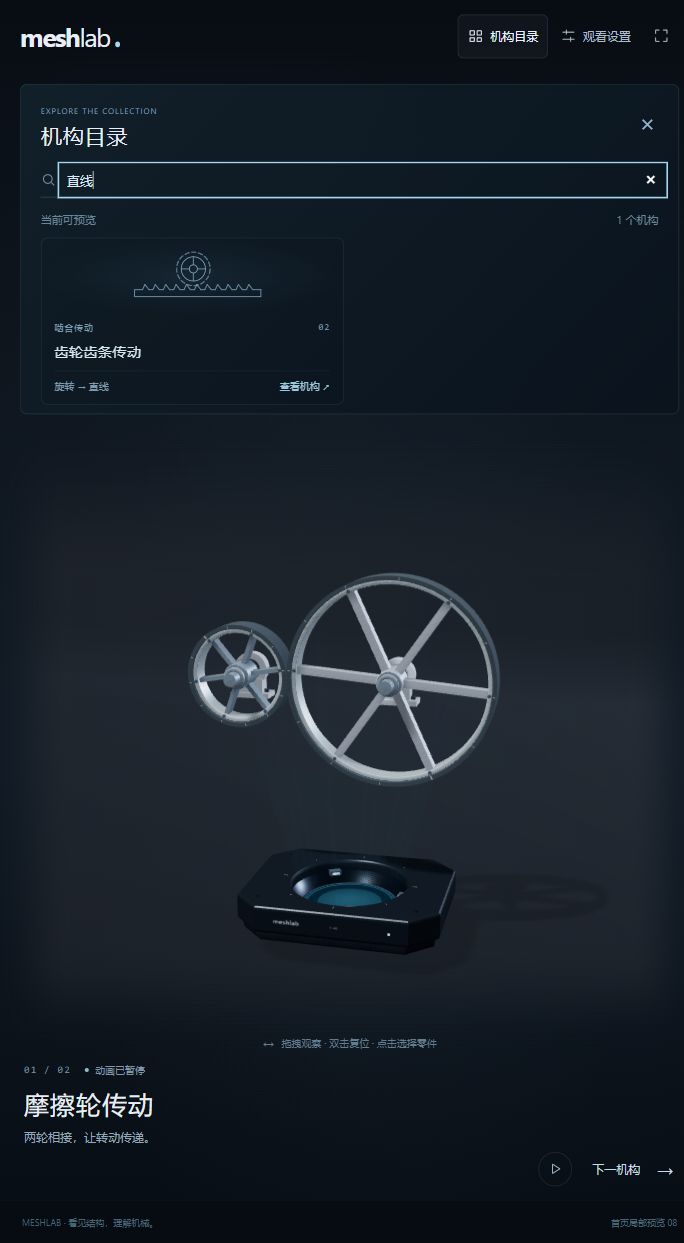 meshlab.
机构目录
观看设置
EXPLORE THE COLLECTION
机构目录
直线
当前可预览
1 个机构
啮合传动
02
齿轮齿条传动
旋转 → 直线
查看机构 ↗
meshlab
↔ 拖拽观察 · 双击复位 · 点击选择零件
01 / 02
• 动画已暂停
摩擦轮传动
两轮相接，让转动传递。
下一机构 →
MESHLAB · 看见结构，理解机械。
首页局部预览 08